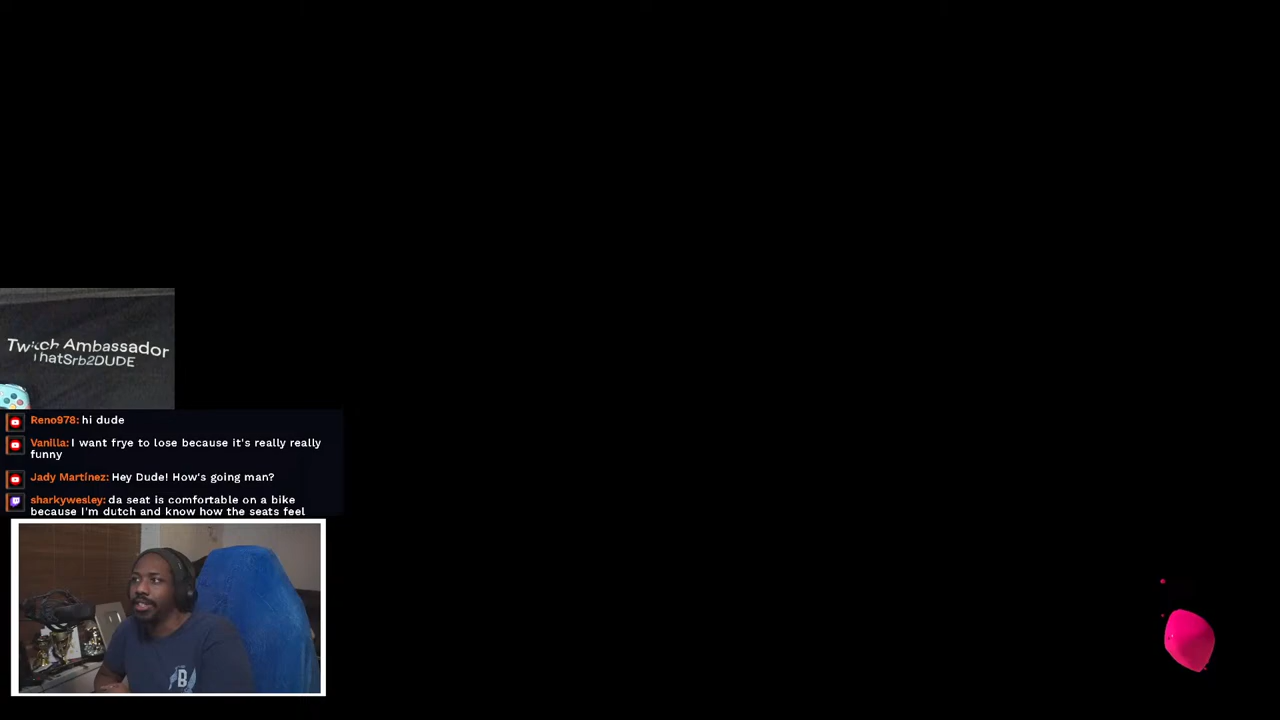 Twitch Ambassador
ThatSrb2DUDE
Reno978: hi dude
Vanilla: I want frye to lose because it's really really
funny
Jady Martínez: Hey Dude! How's going man?
sharkywesley: da seat is comfortable on a bike
because I'm dutch and know how the seats feel
B